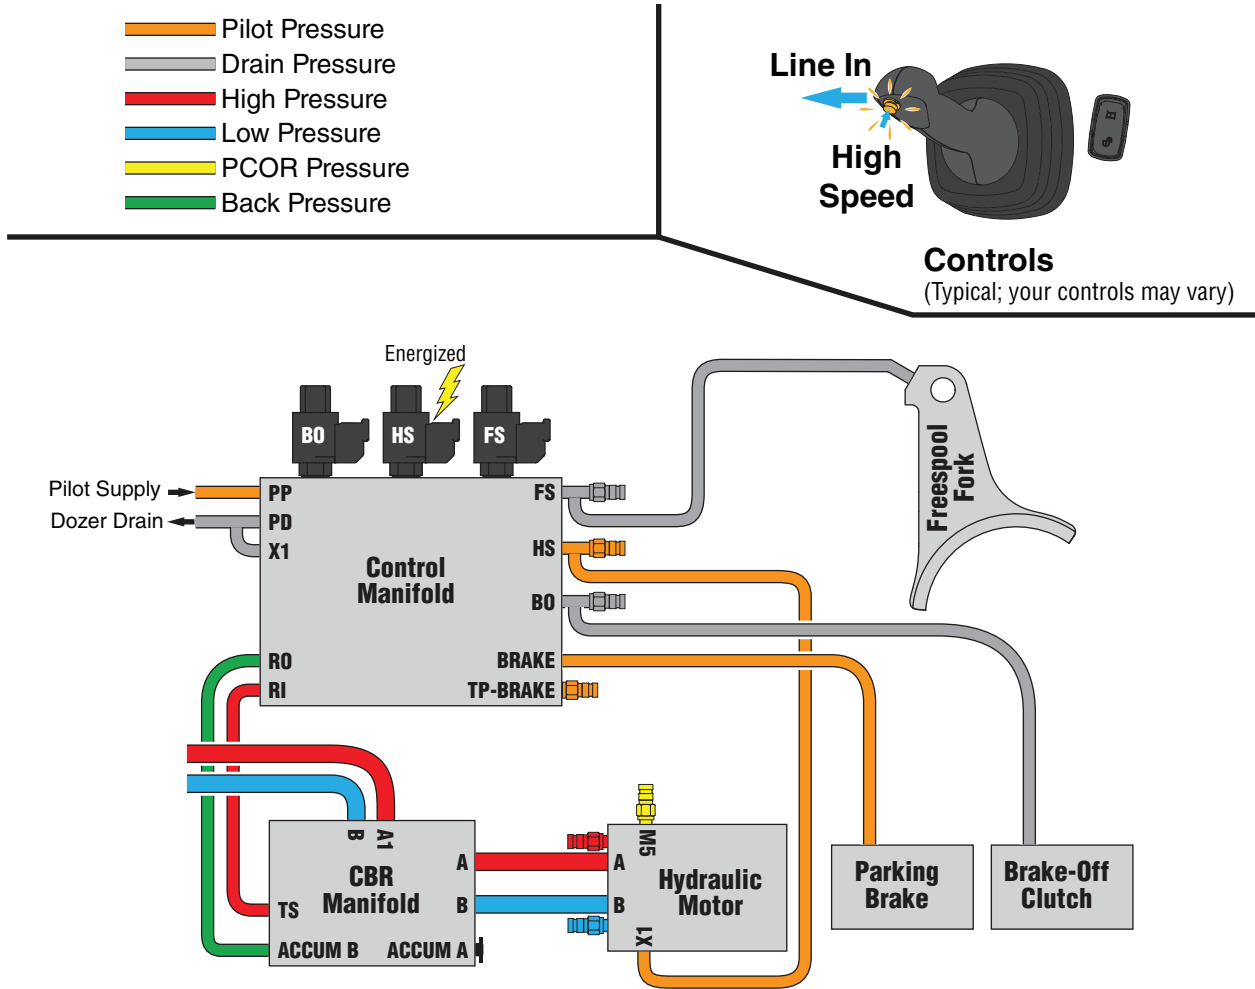 Pilot Pressure
Drain Pressure
High Pressure
Low Pressure
PCOR Pressure
Back Pressure
Line In
High
Speed
Controls
(Typical; your controls may vary)
Energized
BO
HS
FS
Pilot Supply
Dozer Drain
PP
PD
X1
RO
RI
Control
Manifold
FS
HS
BO
BRAKE
TP-BRAKE
Freespool
Fork
B
A1
TS
ACCUM B
CBR
Manifold
A
B
ACCUM A
M5
A
B
X1
Hydraulic
Motor
Parking
Brake
Brake-Off
Clutch